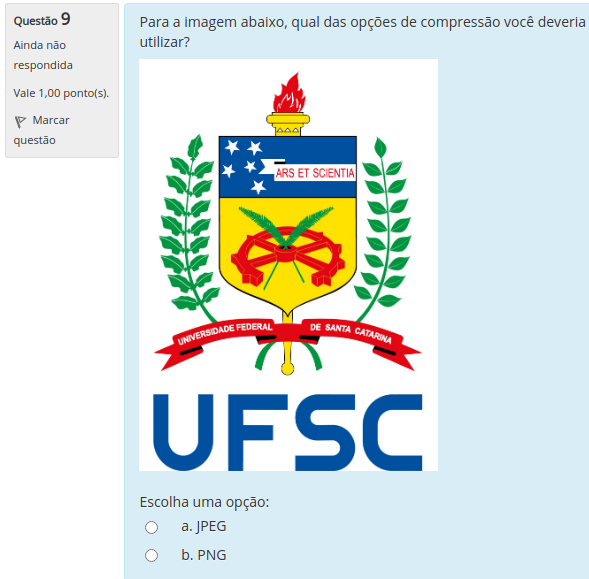 Questão 9
Ainda não
respondida
Vale 1,00 ponto(s).
Marcar
questão
Para a imagem abaixo, qual das opções de compressão você deveria
utilizar?
ARS ET SCIENTIA
UNIVERSIDADE FEDERAL DE SANTA CATARINA
UFSC
Escolha uma opção:
a. JPEG
b. PNG